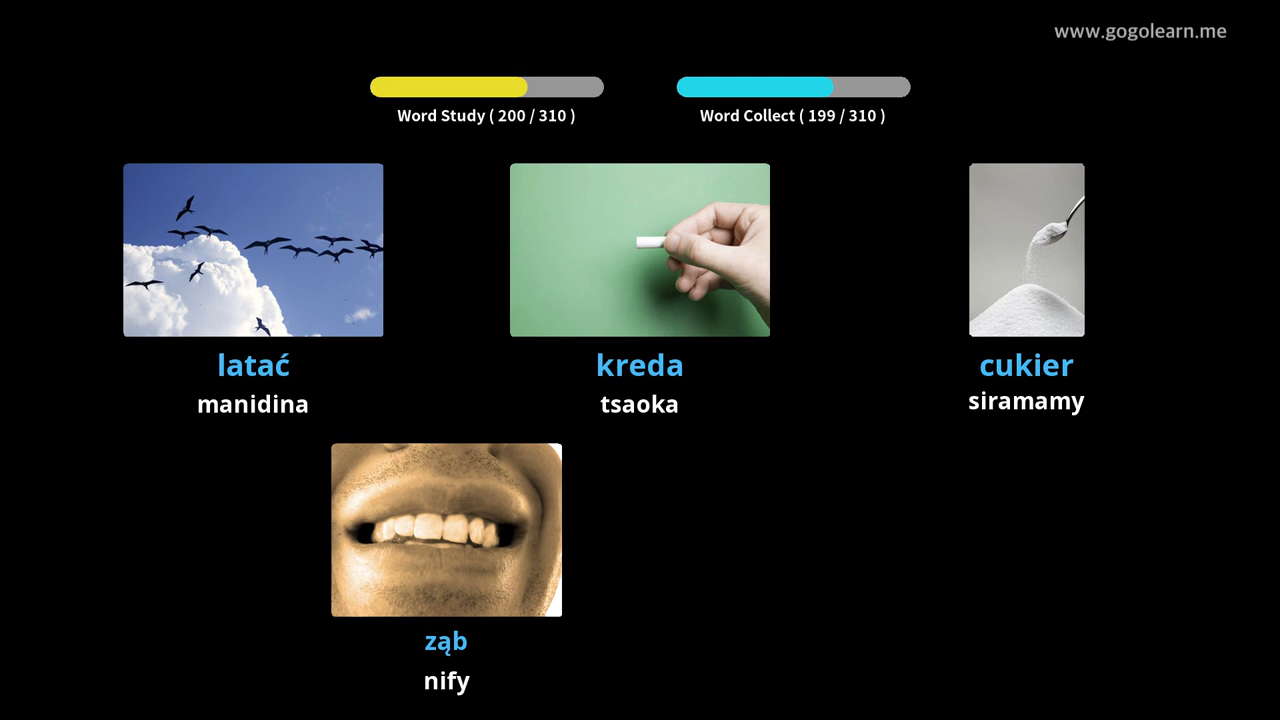 www.gogolearn.me
Word Study ( 200 / 310 )
Word Collect ( 199 / 310 )
latać
kreda
cukier
manidina
tsaoka
siramamy
ząb
nify